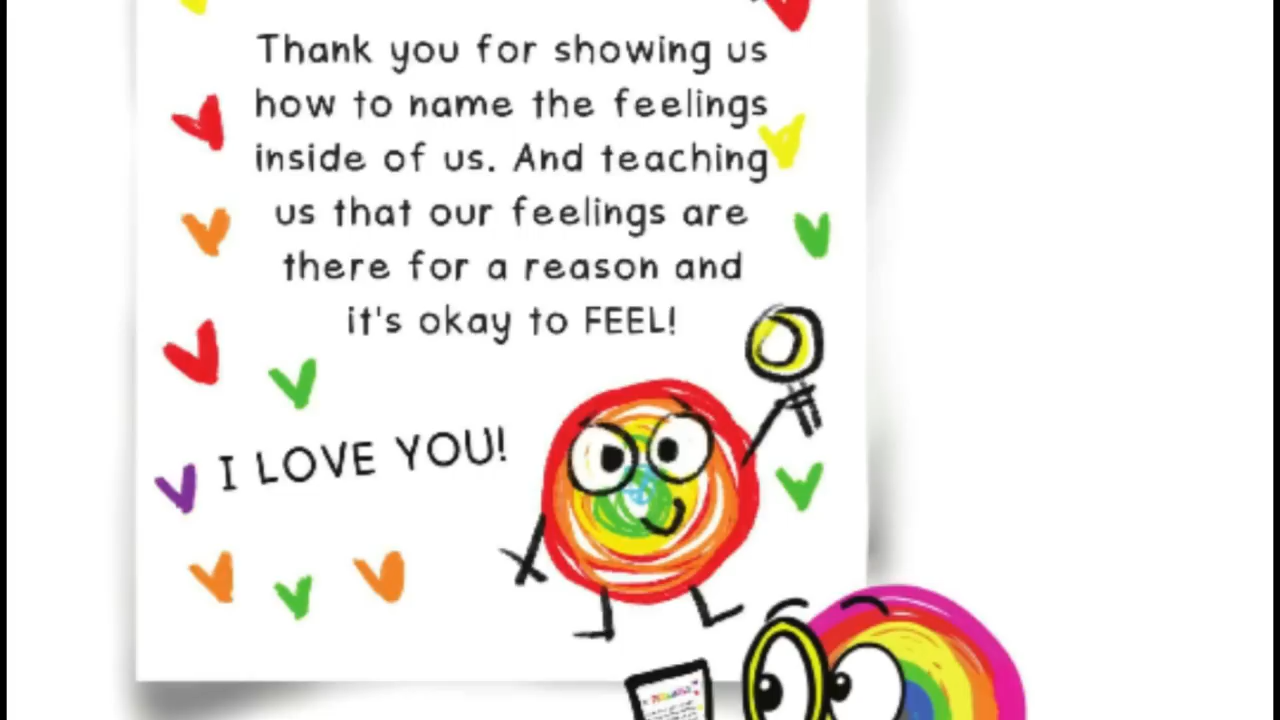 Thank you for showing us
how to name the feelings
inside of us. And teaching
us that our feelings are
there for a reason and
it's okay to FEEL!
I LOVE YOU!